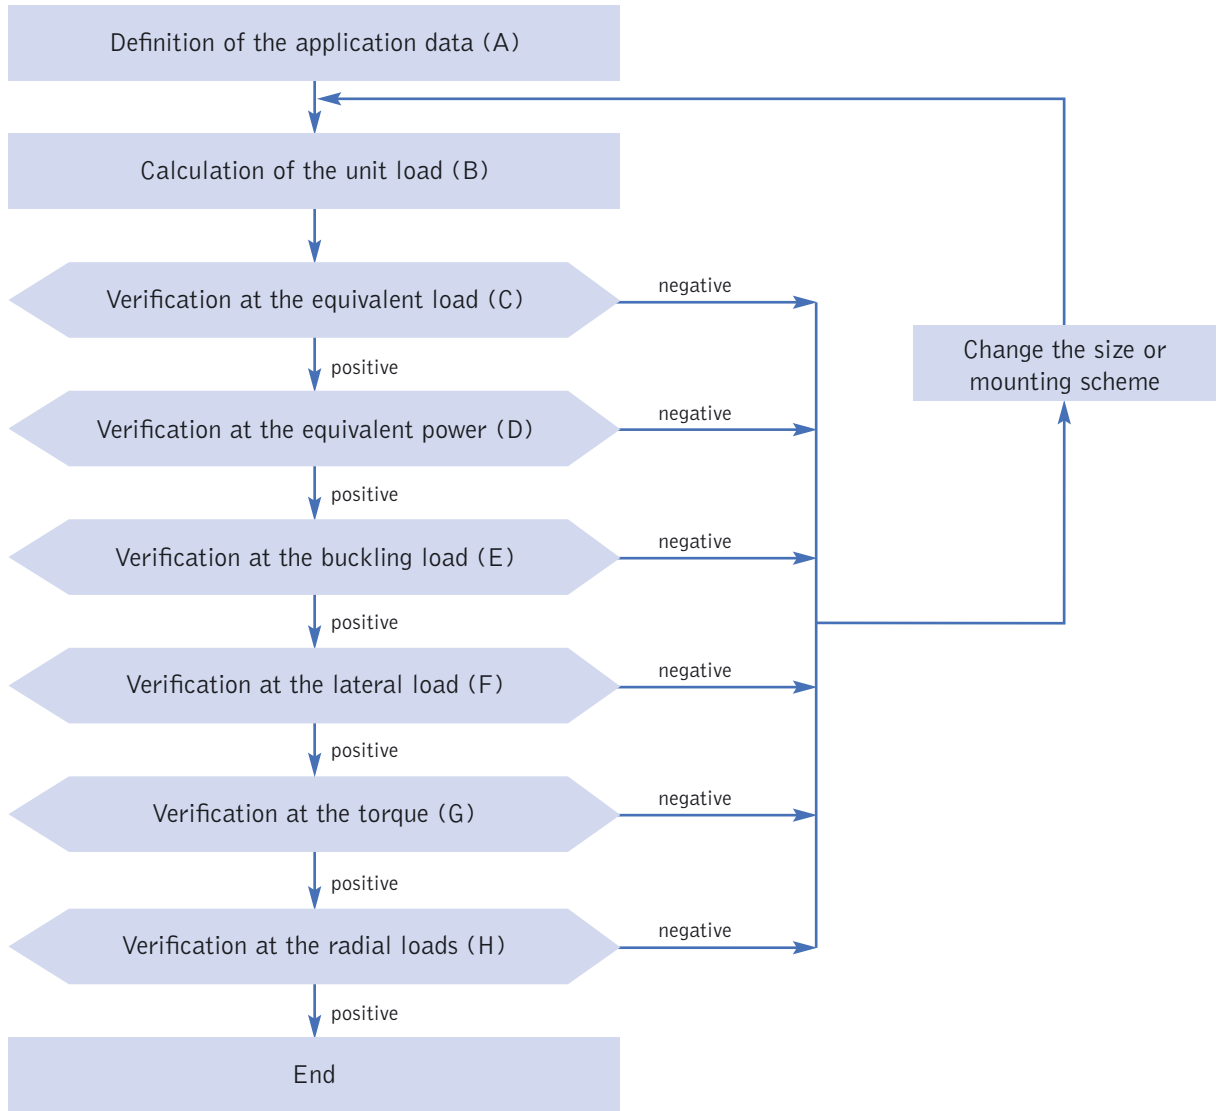 Definition of the application data (A)
Calculation of the unit load (B)
Verification at the equivalent load (C)
negative
positive
Change the size or
mounting scheme
Verification at the equivalent power (D)
negative
positive
Verification at the buckling load (E)
negative
positive
Verification at the lateral load (F)
negative
positive
Verification at the torque (G)
negative
positive
Verification at the radial loads (H)
negative
positive
End